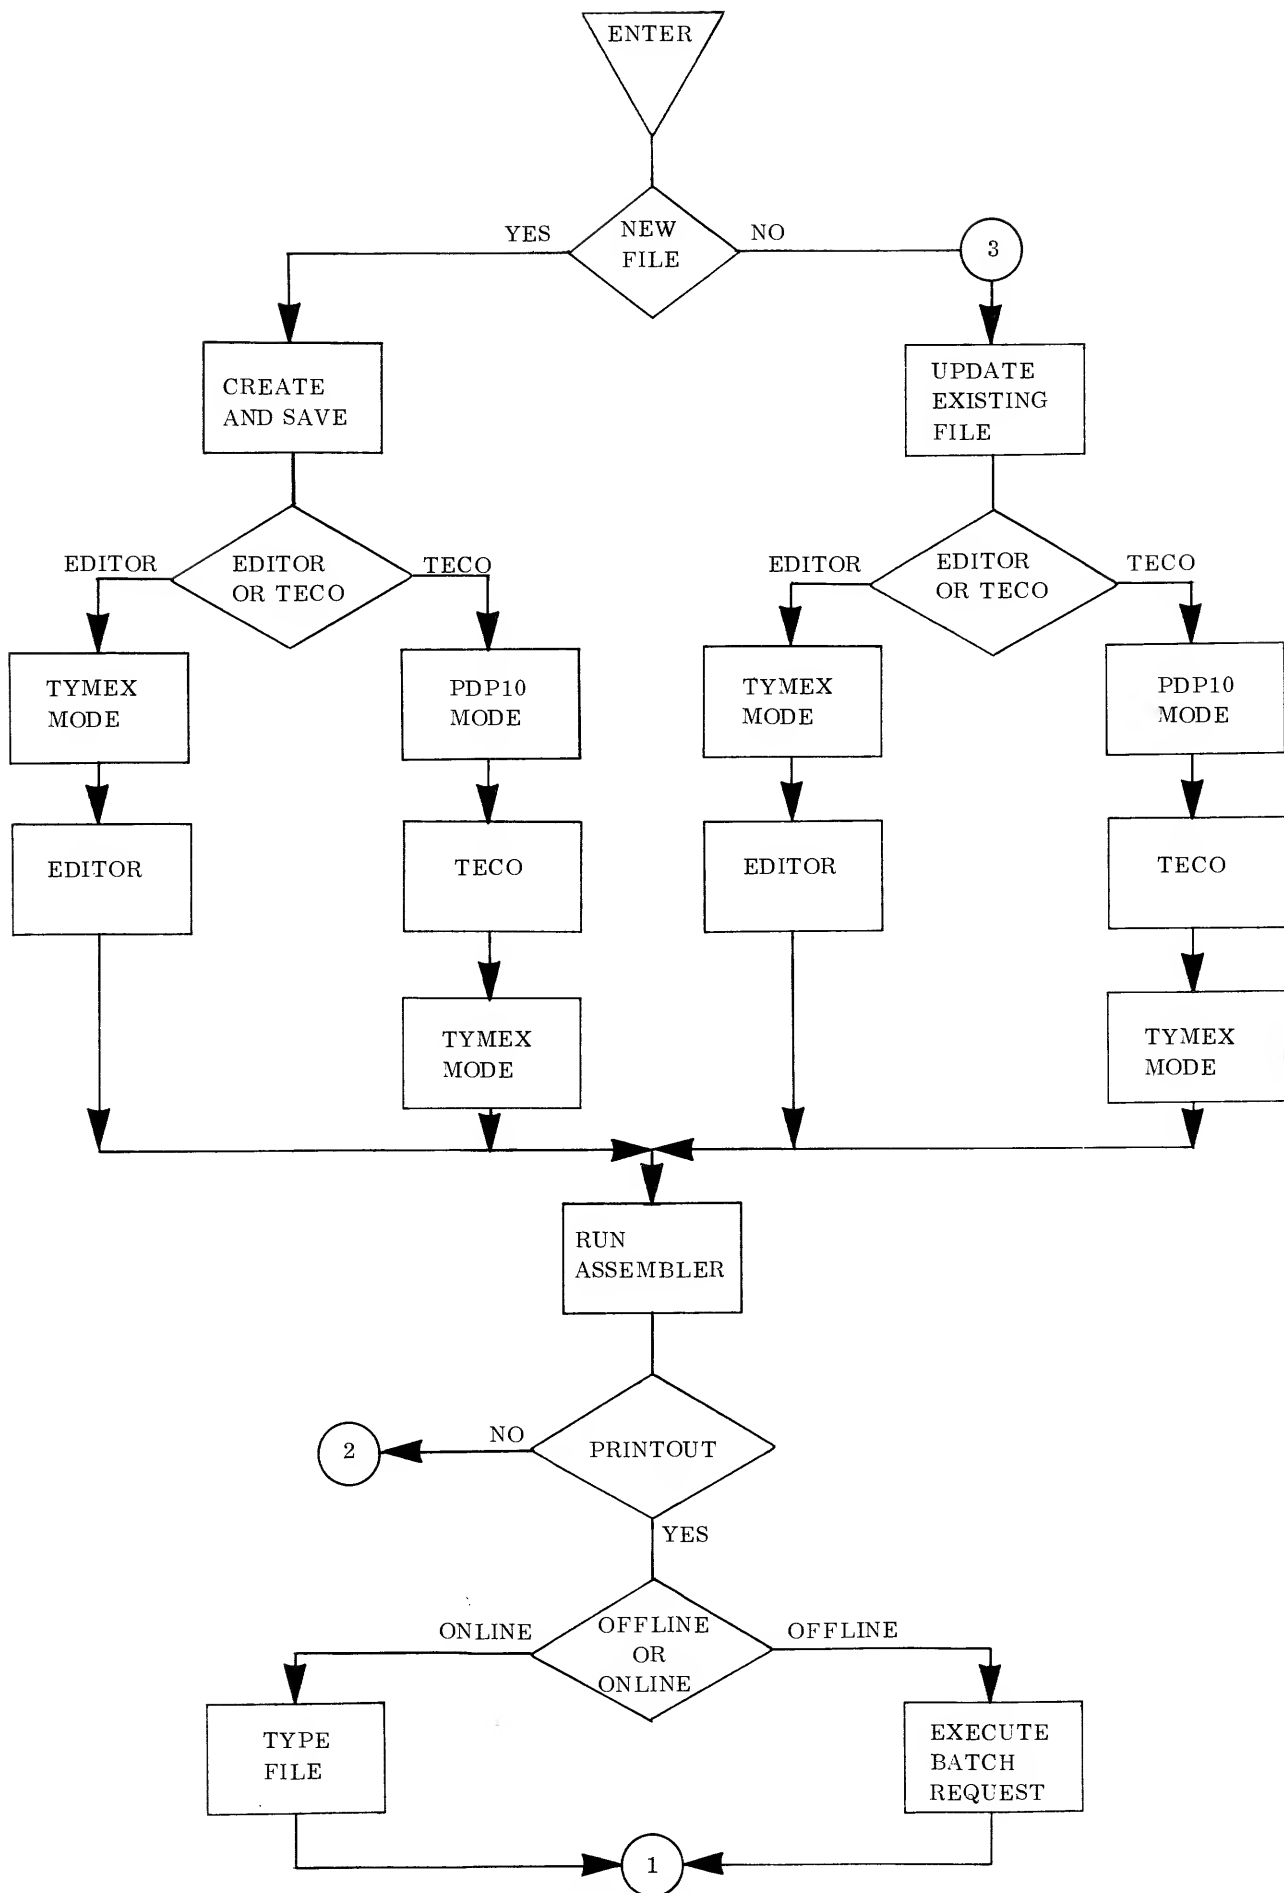 ENTER
YES
NEW
FILE
NO
3
CREATE
AND SAVE
UPDATE
EXISTING
FILE
EDITOR
EDITOR
OR TECO
TECO
EDITOR
EDITOR
OR TECO
TECO
TYMEX
MODE
PDP10
MODE
TYMEX
MODE
PDP10
MODE
EDITOR
TECO
EDITOR
TECO
TYMEX
MODE
TYMEX
MODE
RUN
ASSEMBLER
2
NO
PRINTOUT
YES
ONLINE
OFFLINE
OR
ONLINE
OFFLINE
TYPE
FILE
EXECUTE
BATCH
REQUEST
1